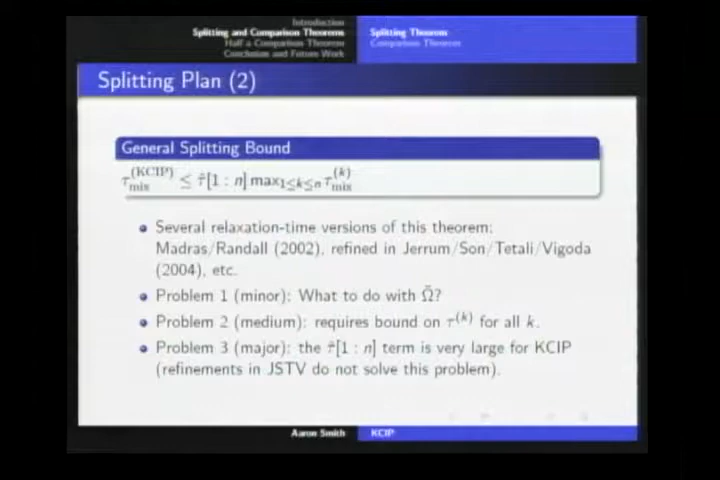 Introduction
Splitting and Comparison Theorems
Half a Comparison Theorem
Conclusion and Future Work
Splitting Theorem
Comparison Theorem
Splitting Plan (2)
General Splitting Bound
τ_mix^(KCIP) ≤ τ̂[1 : n] max_{1≤k≤n} τ_mix^(k)
Several relaxation-time versions of this theorem:
Madras/Randall (2002), refined in Jerrum/Son/Tetali/Vigoda
(2004), etc.
Problem 1 (minor): What to do with Ω̃?
Problem 2 (medium): requires bound on τ^(k) for all k.
Problem 3 (major): the τ̂[1 : n] term is very large for KCIP
(refinements in JSTV do not solve this problem).
Aaron Smith
KCIP